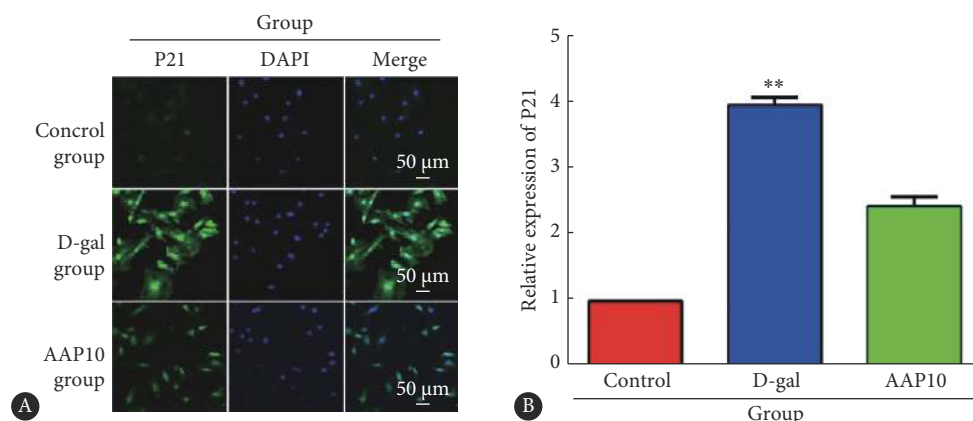 Group
P21 DAPI Merge
Concrol
group
50 μm
D-gal
group
50 μm
AAP10
group
50 μm
A
Relative expression of P21
5
4
3
2
1
0
**
Control D-gal AAP10
Group
B